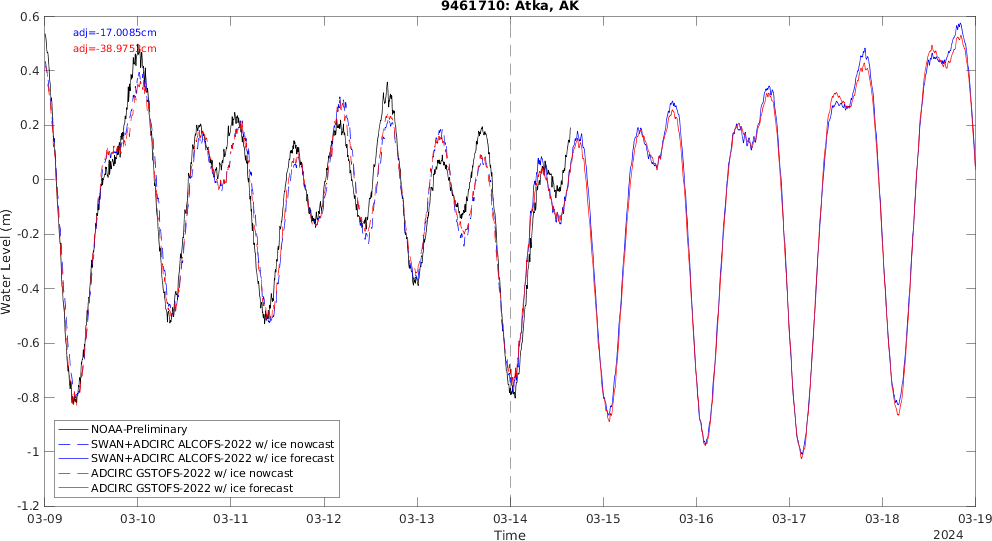 9461710: Atka, AK
adj=-17.0085cm
adj=-38.975
Water Level (m)
0.6
0.4
0.2
0
-0.2
-0.4
-0.6
-0.8
-1
-1.2
NOAA-Preliminary
SWAN+ADCIRC ALCOFS-2022 w/ ice nowcast
SWAN+ADCIRC ALCOFS-2022 w/ ice forecast
ADCIRC GSTOFS-2022 w/ ice nowcast
ADCIRC GSTOFS-2022 w/ ice forecast
03-09 03-10 03-11 03-12 03-13 03-14 03-15 03-16 03-17 03-18 03-19
Time
2024